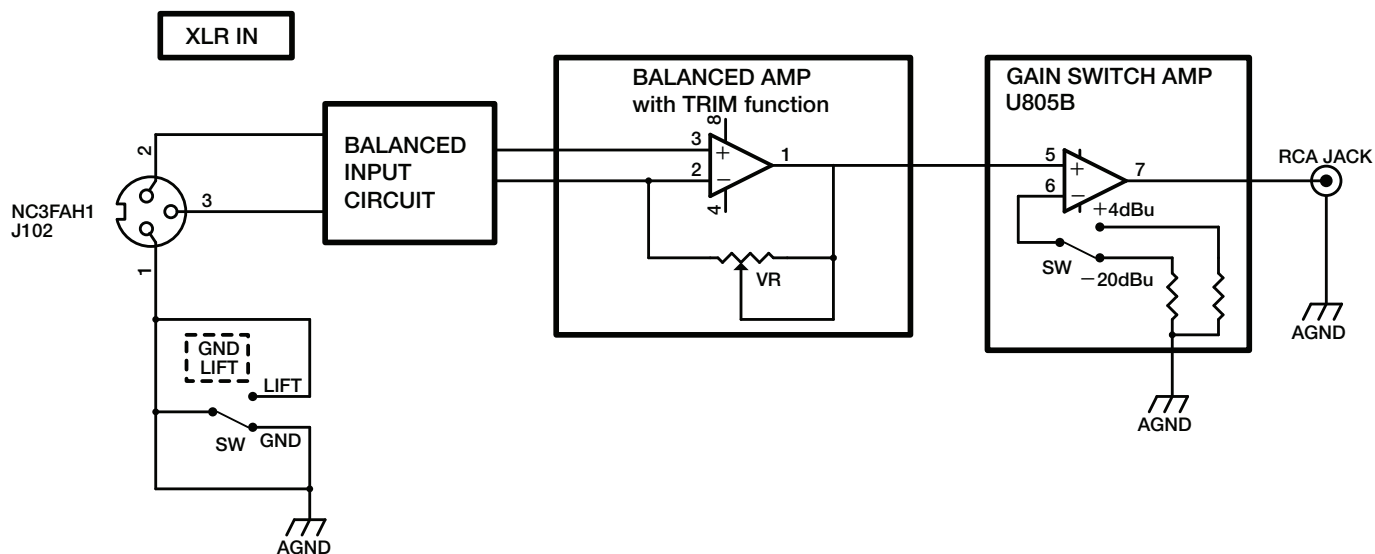 XLR IN
BALANCED AMP
with TRIM function
GAIN SWITCH AMP
U805B
BALANCED
INPUT
CIRCUIT
NC3FAH1
J102
2
3
1
3
2
8
4
1
VR
5
6
7
+4dBu
SW
−20dBu
RCA JACK
AGND
AGND
GND
LIFT
LIFT
SW
GND
AGND